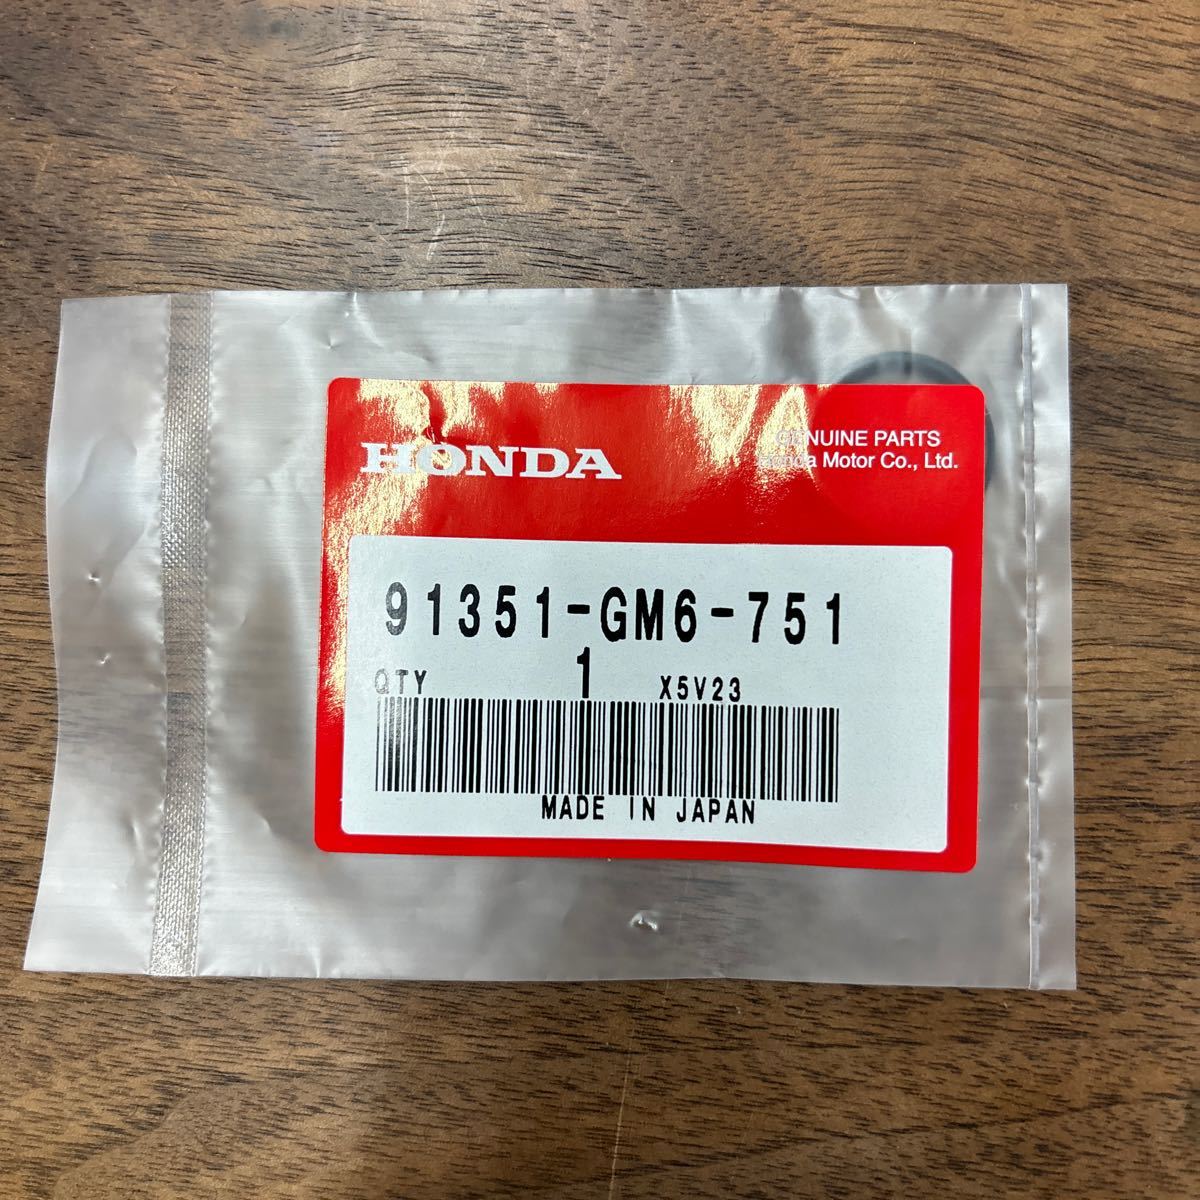 HONDA
GENUINE PARTS
Honda Motor Co., Ltd.
91351-GM6-751
QTY 1 X5V23
MADE IN JAPAN